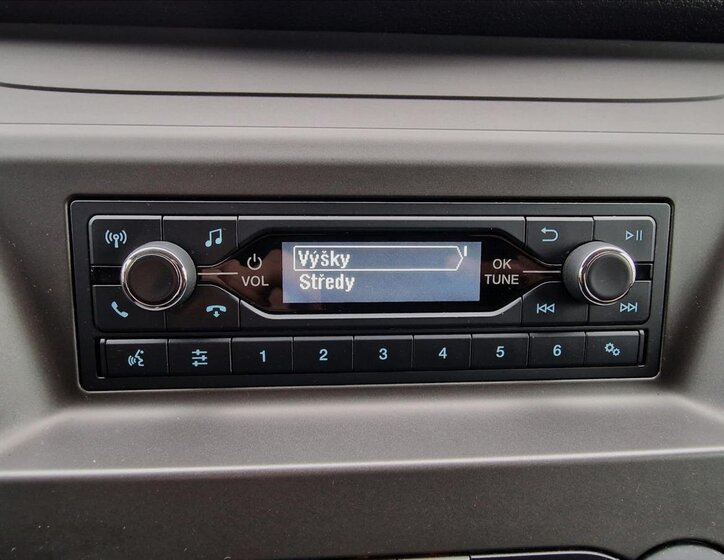 Výšky
Středy
VOL
OK
TUNE
1 2 3 4 5 6